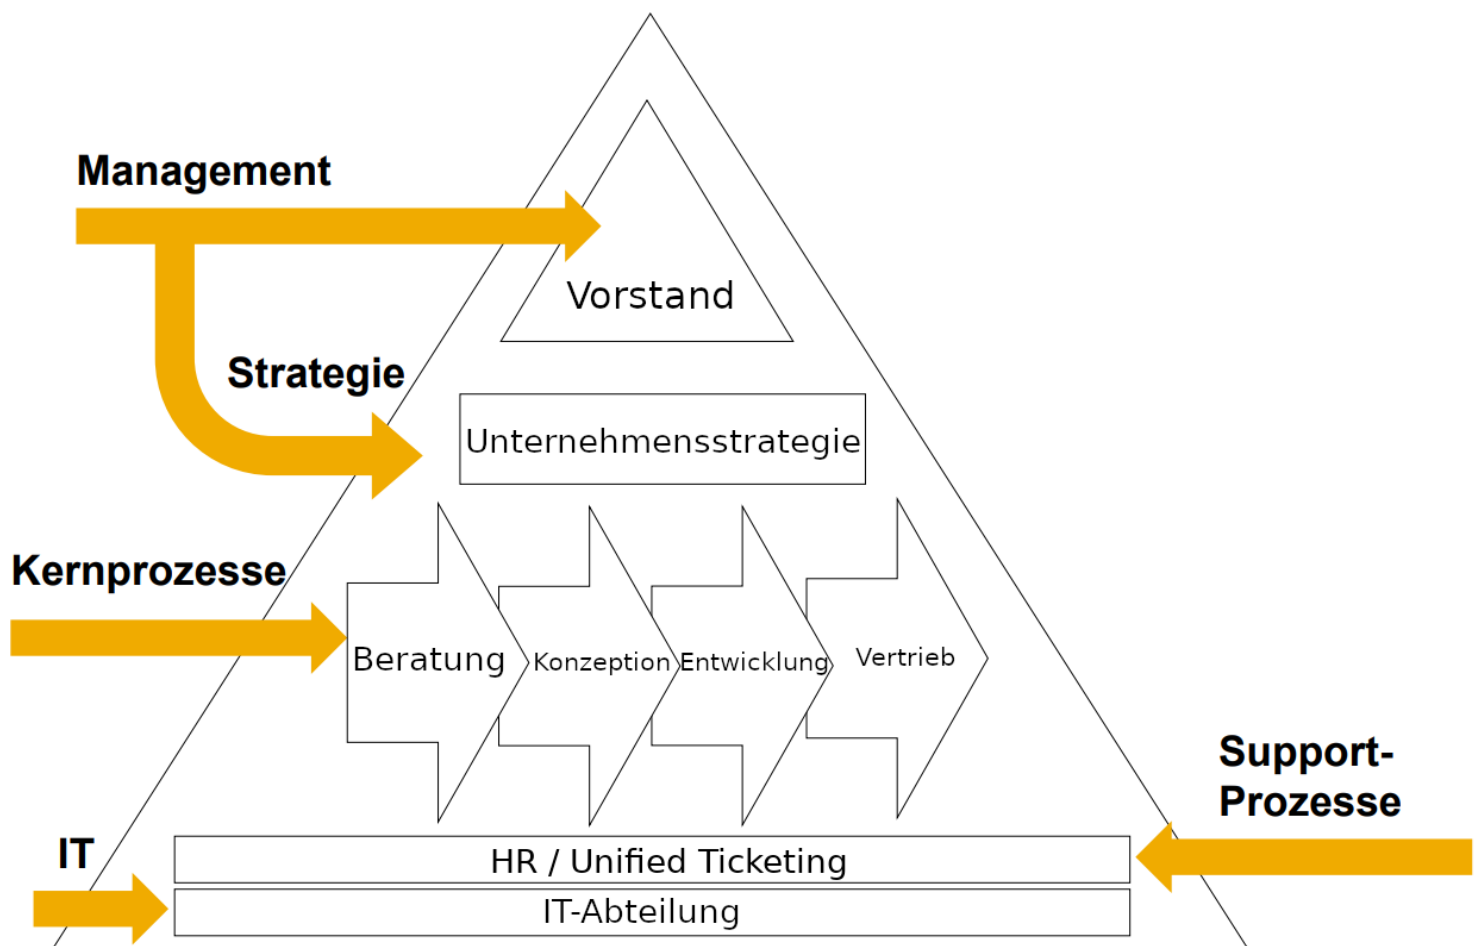 Management
Vorstand
Strategie
Unternehmensstrategie
Kernprozesse
Beratung
Konzeption
Entwicklung
Vertrieb
Support-
Prozesse
IT
HR / Unified Ticketing
IT-Abteilung